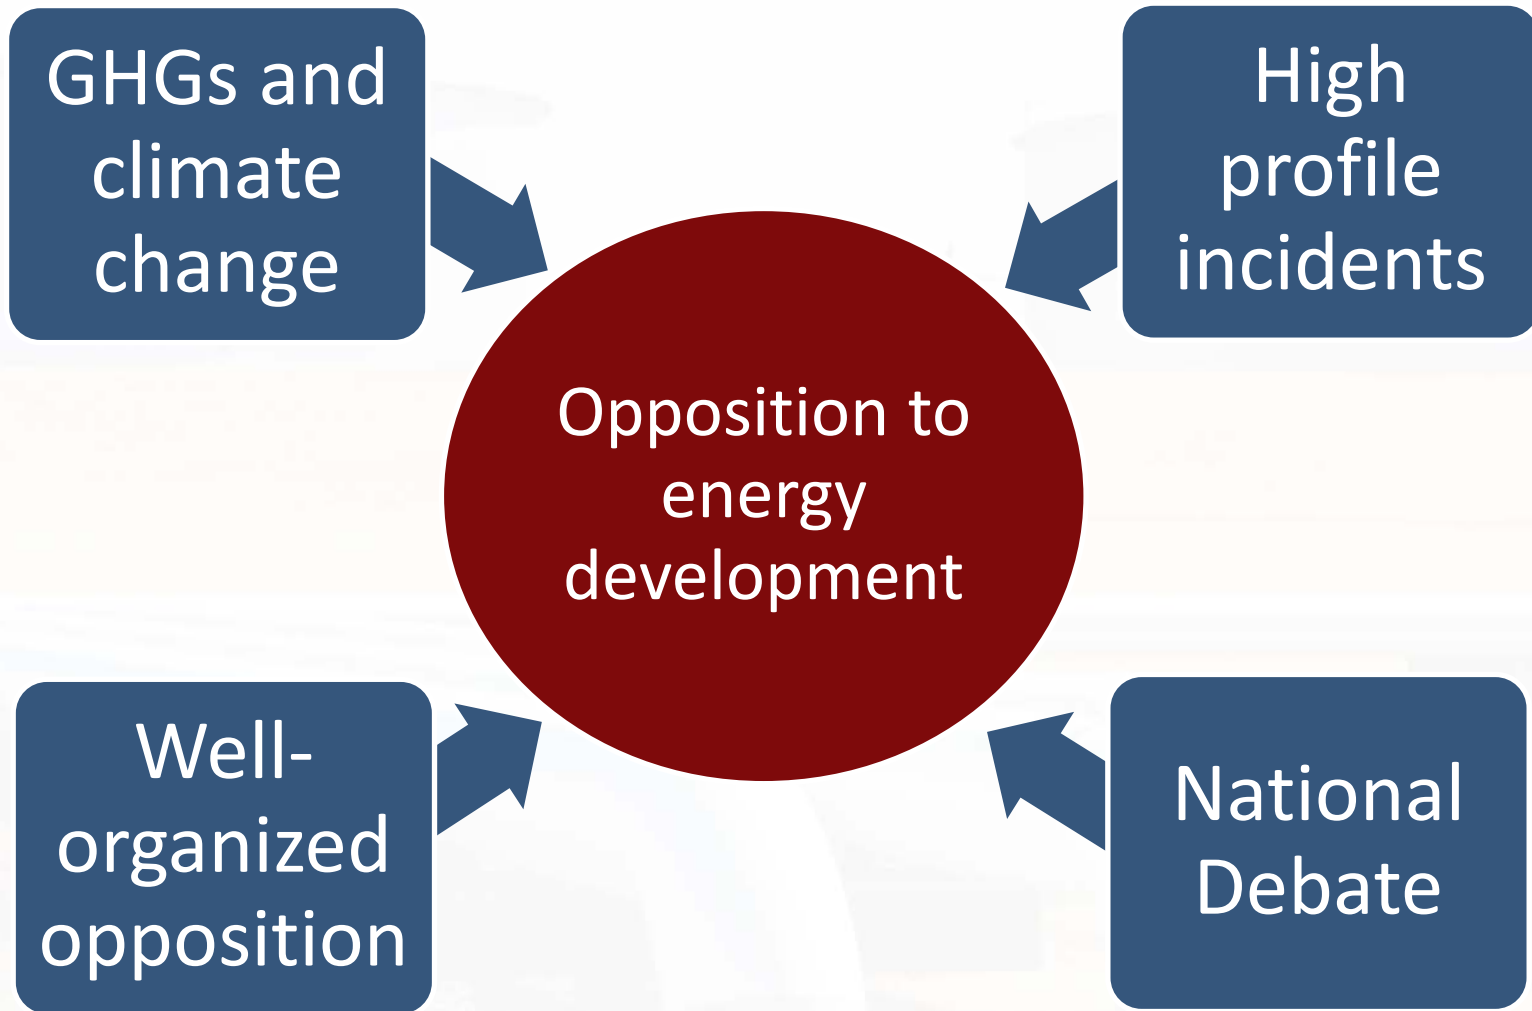 GHGs and
climate
change
High
profile
incidents
Opposition to
energy
development
Well-
organized
opposition
National
Debate